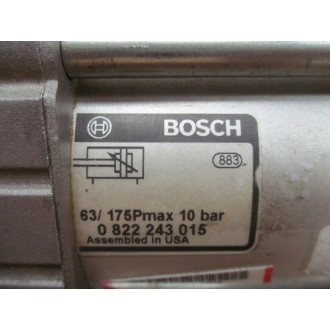 BOSCH
883
63/ 175Pmax 10 bar
0 822 243 015
Assembled in USA